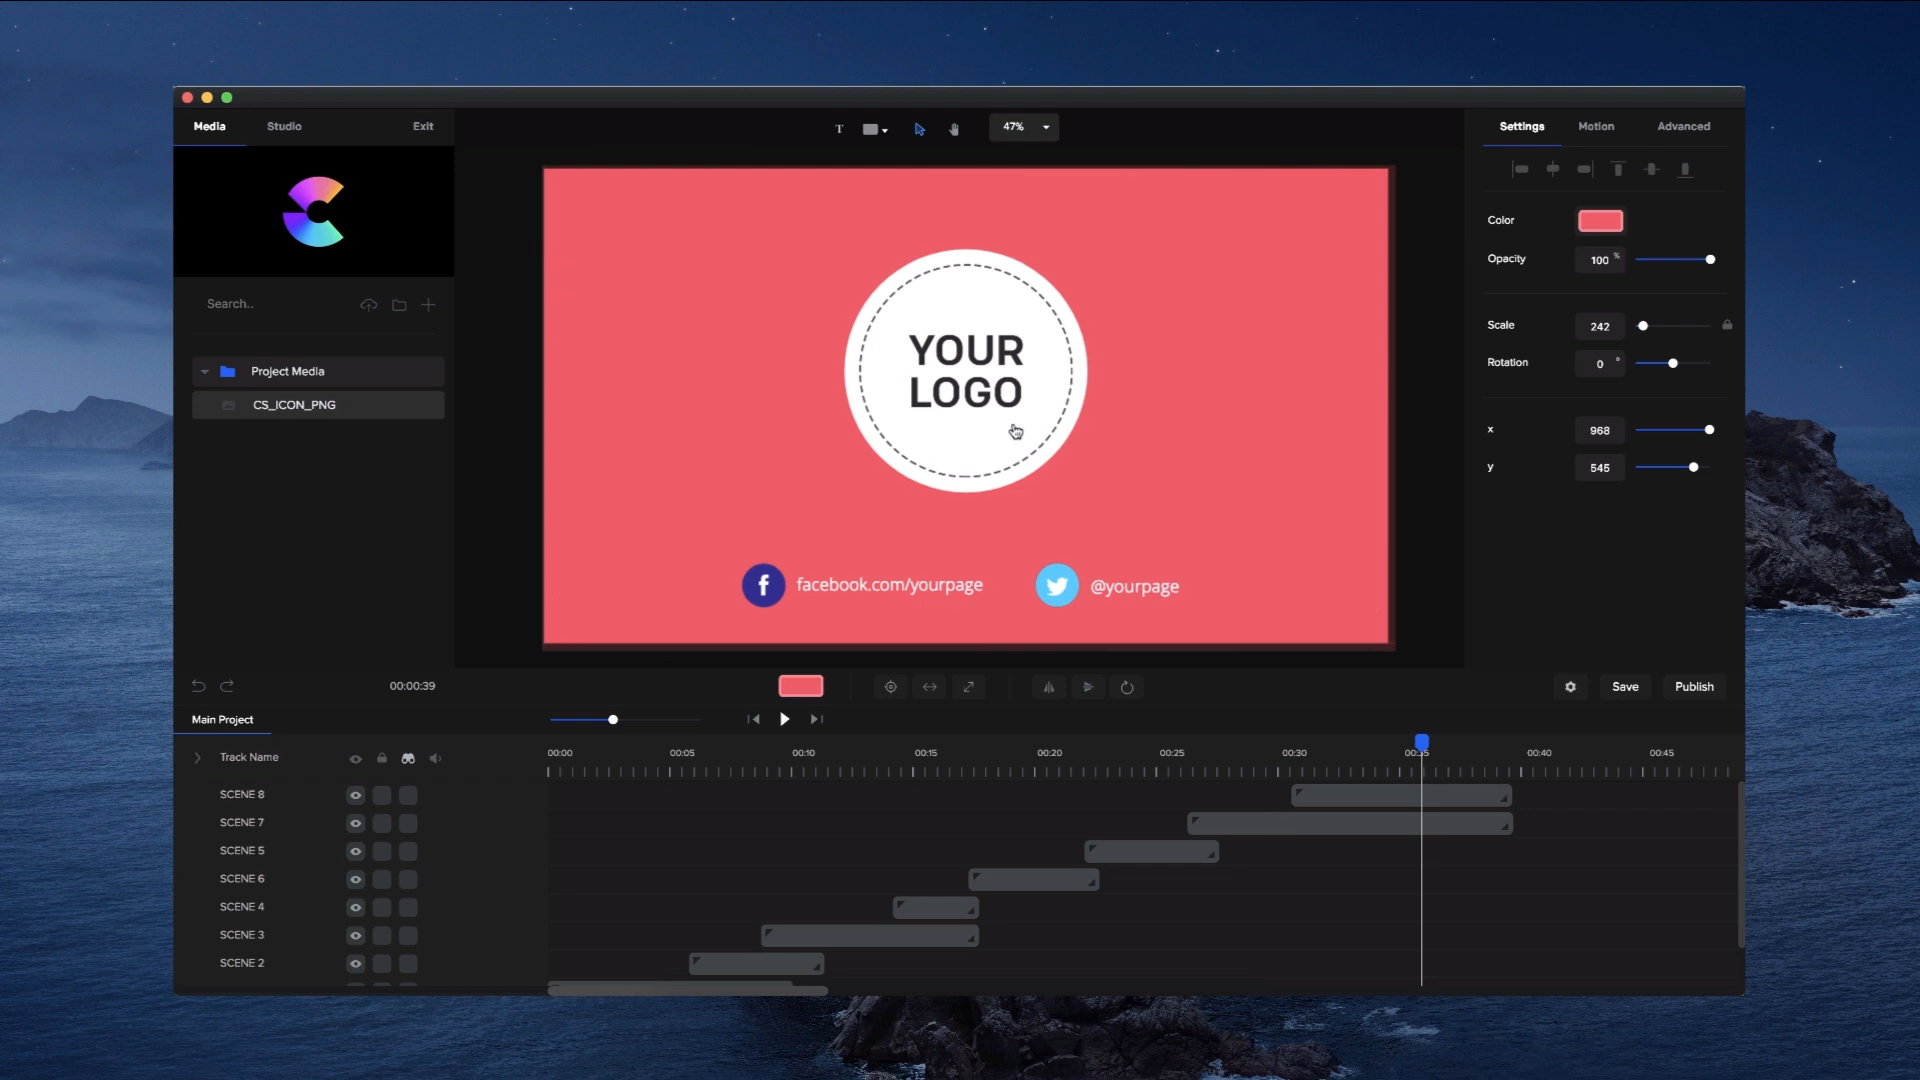 Media
Studio
Exit
T
47%
Settings
Motion
Advanced
Search..
Project Media
CS_ICON_PNG
YOUR
LOGO
f
facebook.com/yourpage
@yourpage
Color
Opacity
100 %
Scale
242
Rotation
0 °
x
968
y
545
00:00:39
Save
Publish
Main Project
Track Name
00:00
00:05
00:10
00:15
00:20
00:25
00:30
00:35
00:40
00:45
SCENE 8
SCENE 7
SCENE 5
SCENE 6
SCENE 4
SCENE 3
SCENE 2